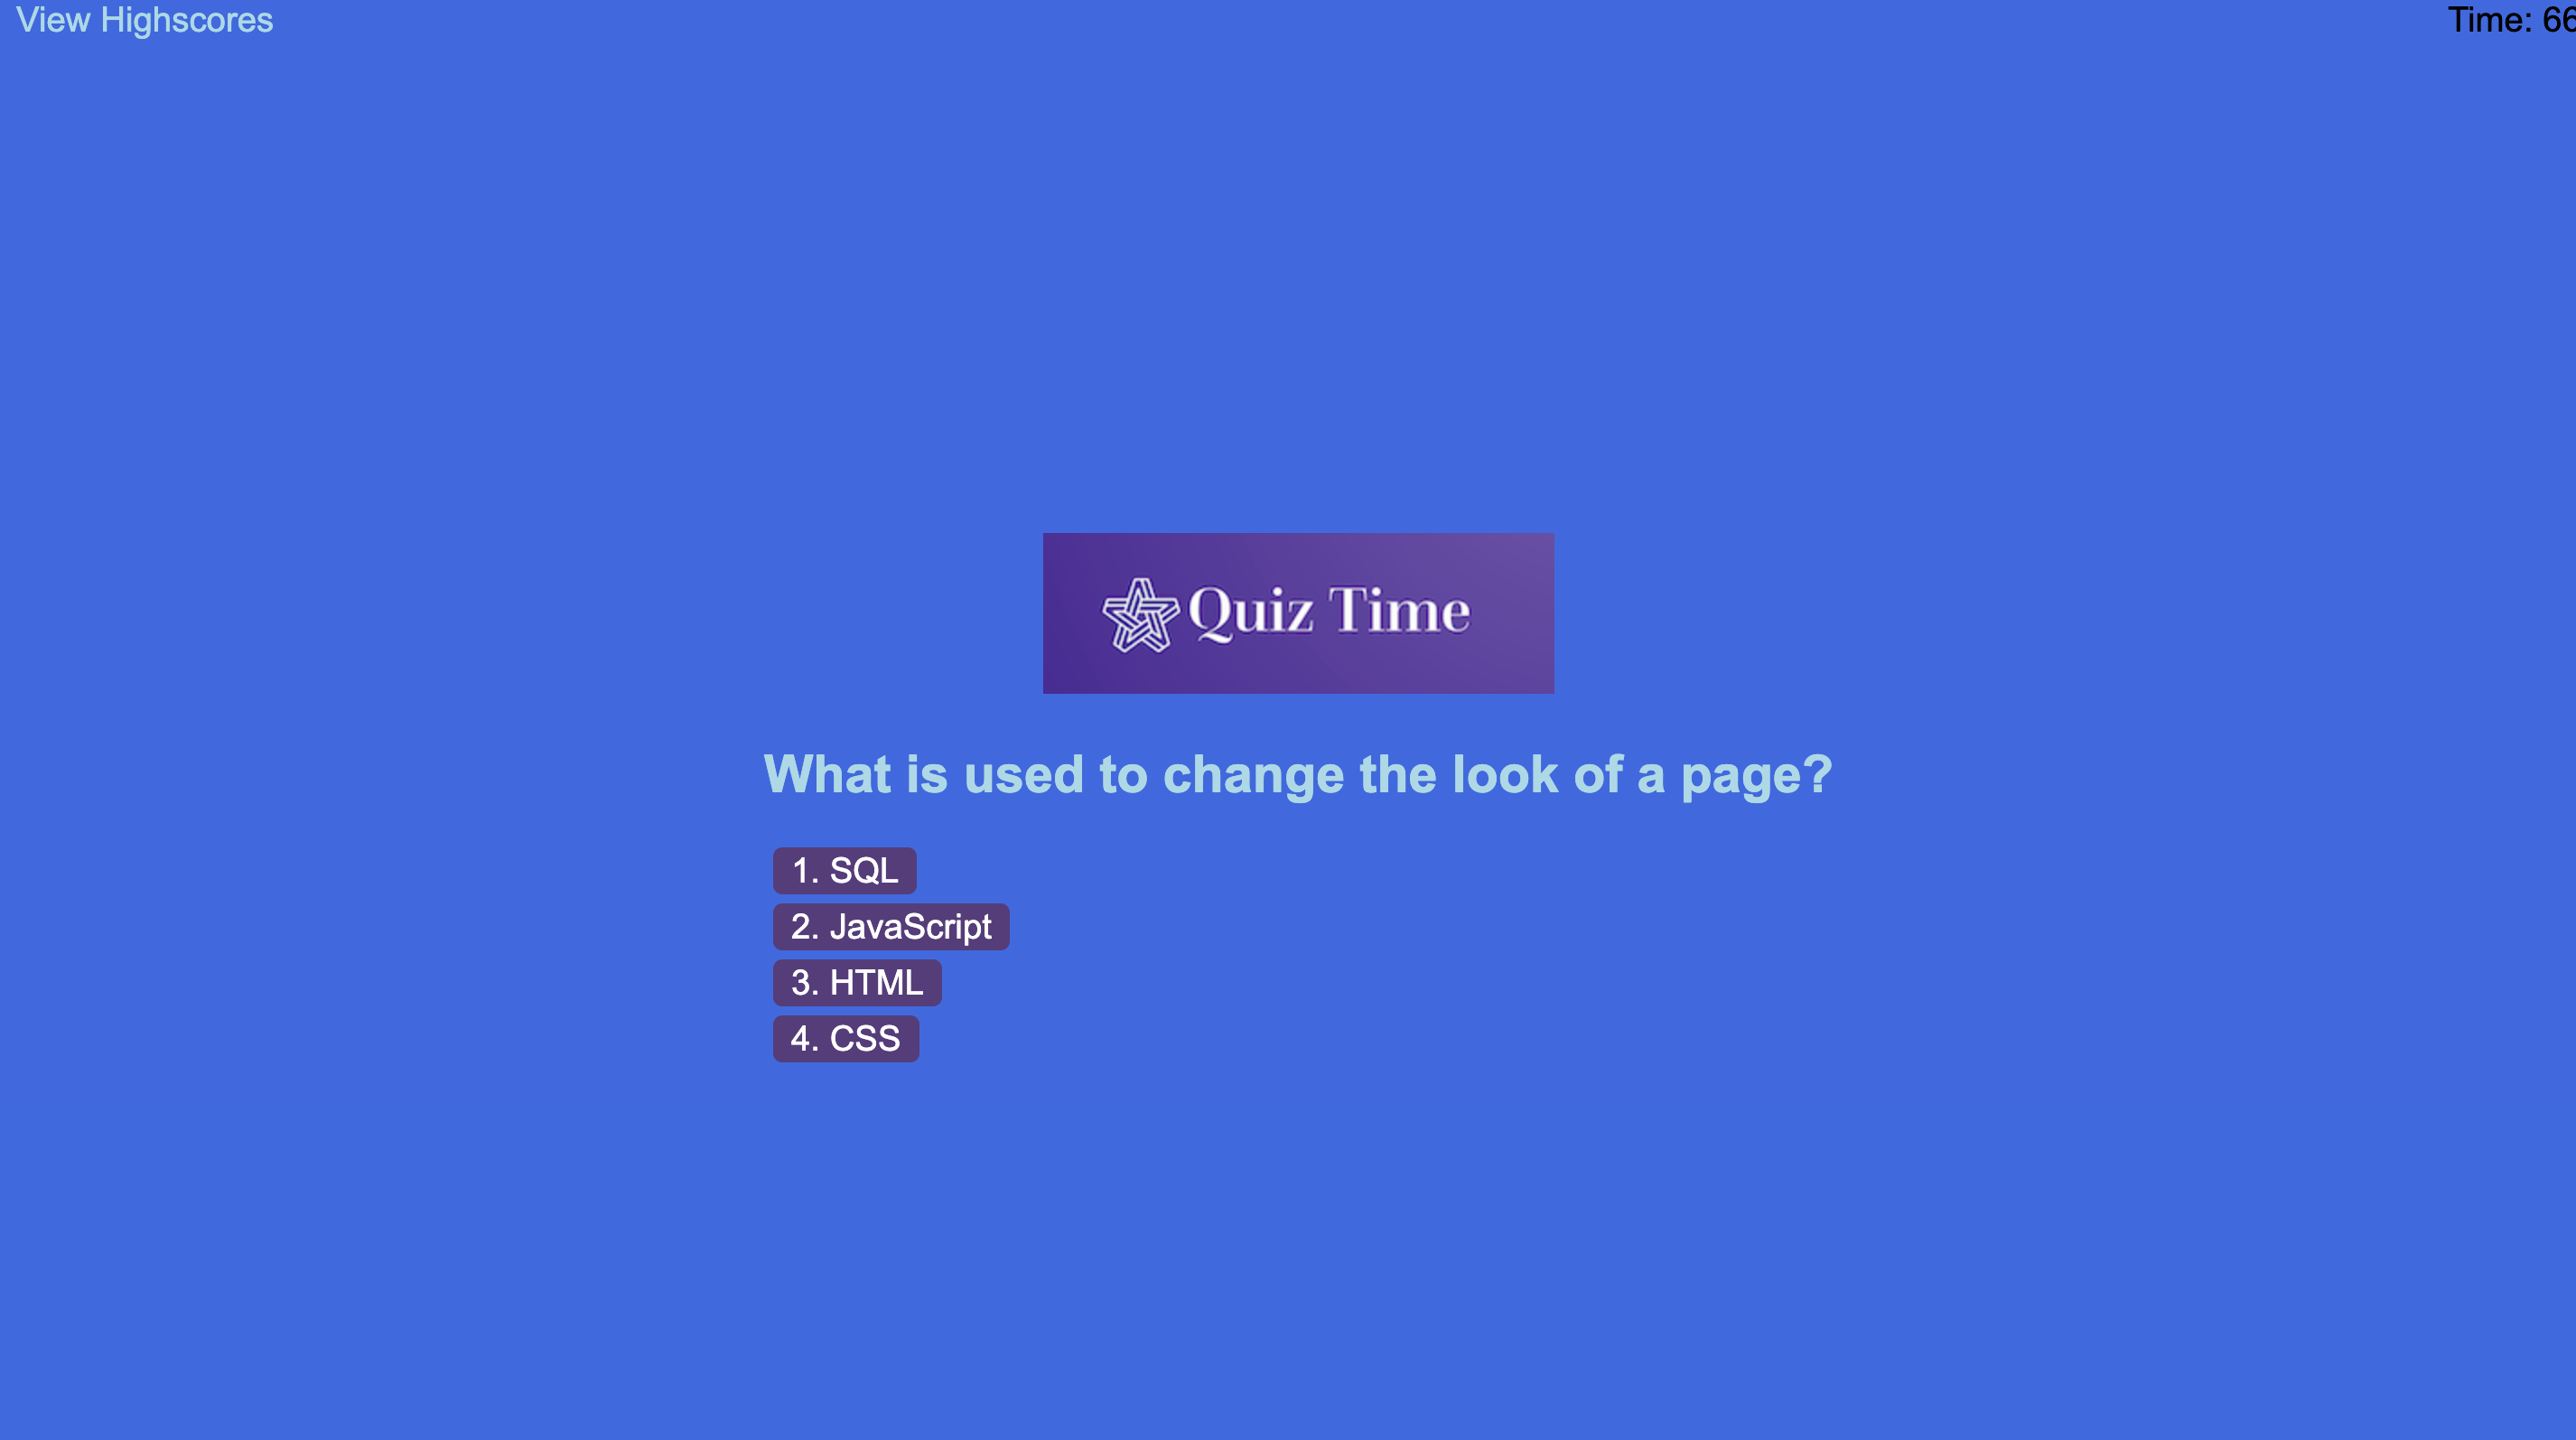 View Highscores
Time: 66
Quiz Time
What is used to change the look of a page?
1. SQL
2. JavaScript
3. HTML
4. CSS